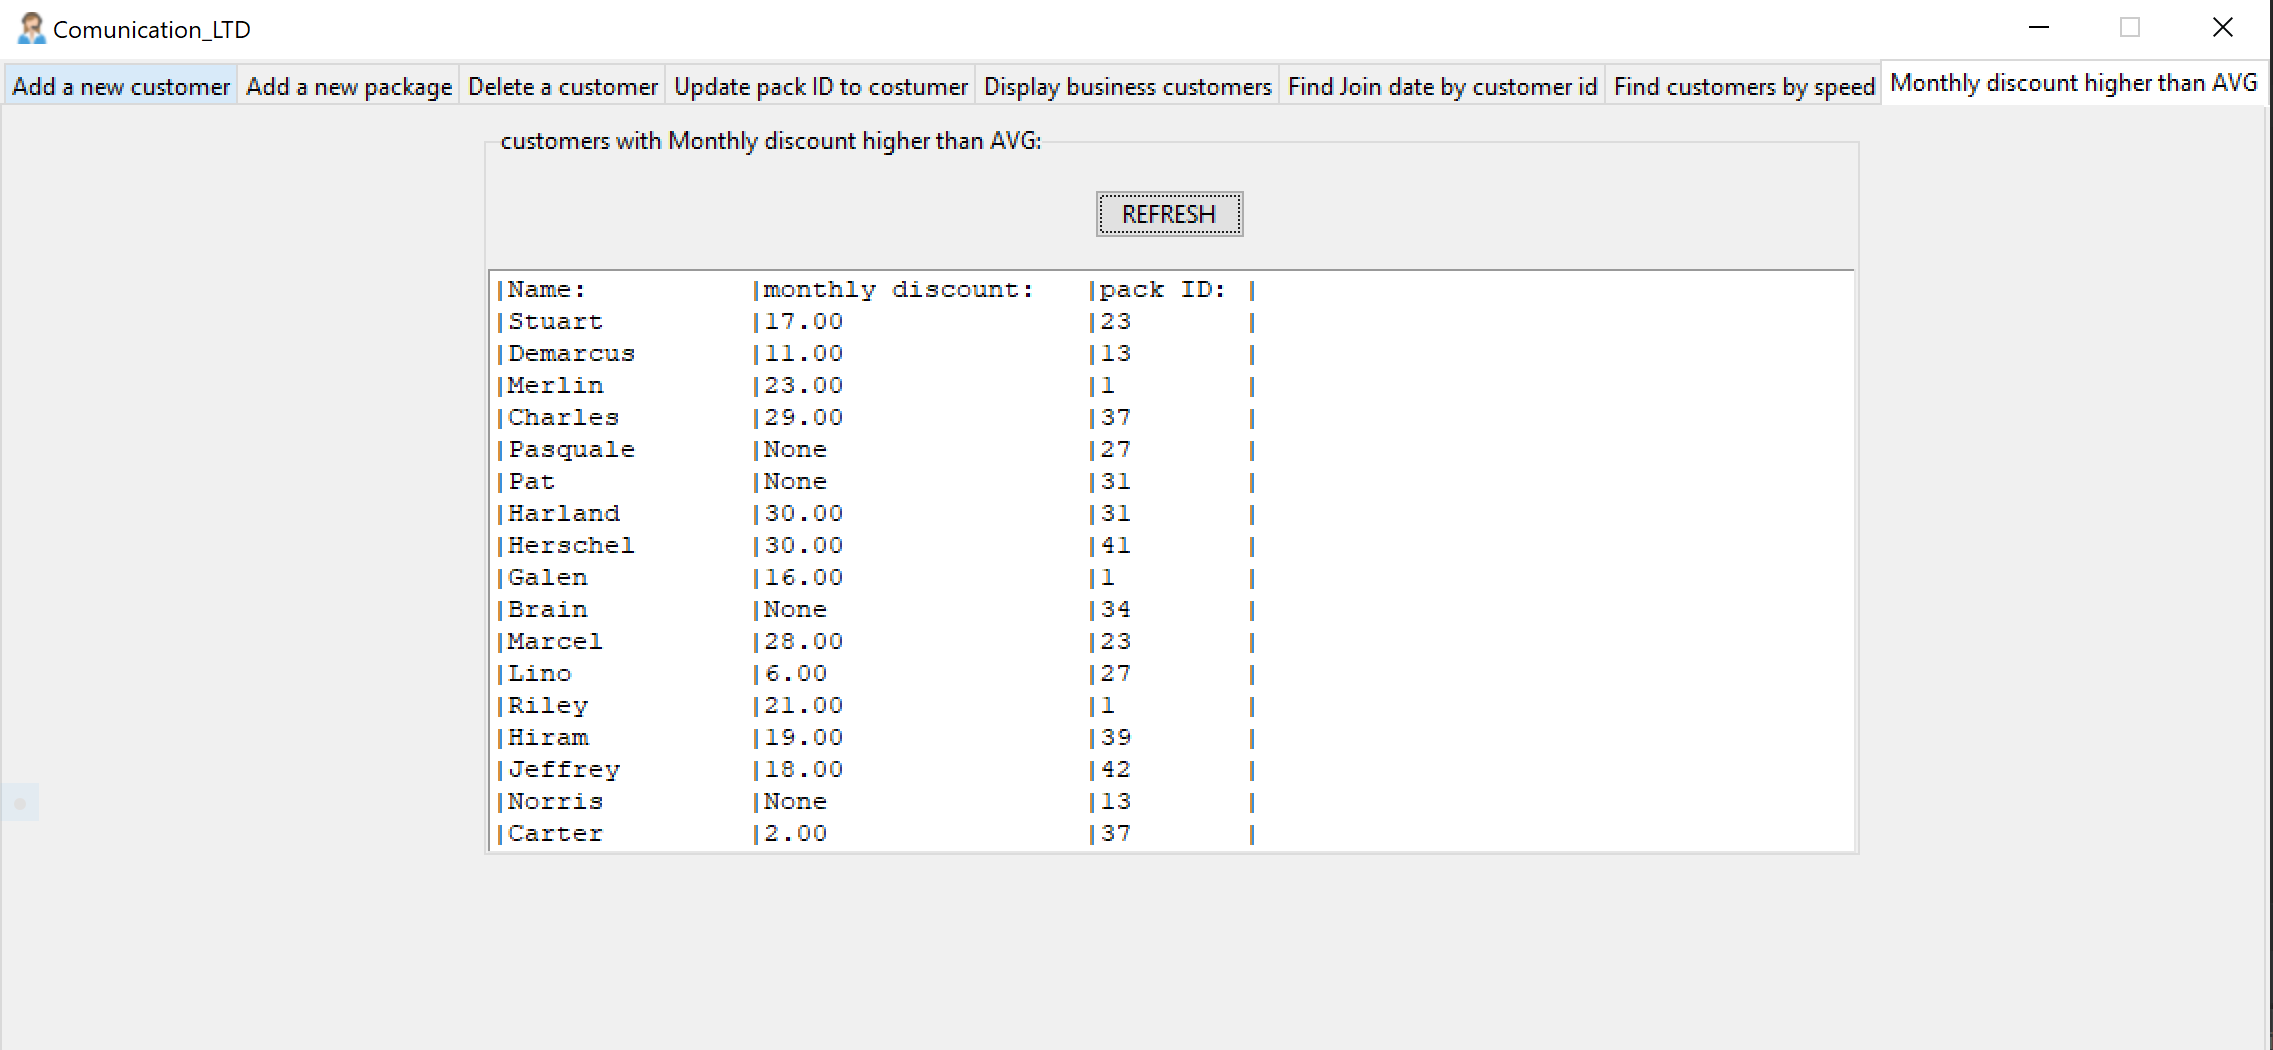 Comunication_LTD
Add a new customer Add a new package Delete a customer Update pack ID to costumer Display business customers Find Join date by customer id Find customers by speed Monthly discount higher than AVG
customers with Monthly discount higher than AVG:
REFRESH
|Name: |monthly discount: |pack ID: |
|Stuart |17.00 |23 |
|Demarcus |11.00 |13 |
|Merlin |23.00 |1 |
|Charles |29.00 |37 |
|Pasquale |None |27 |
|Pat |None |31 |
|Harland |30.00 |31 |
|Herschel |30.00 |41 |
|Galen |16.00 |1 |
|Brain |None |34 |
|Marcel |28.00 |23 |
|Lino |6.00 |27 |
|Riley |21.00 |1 |
|Hiram |19.00 |39 |
|Jeffrey |18.00 |42 |
|Norris |None |13 |
|Carter |2.00 |37 |